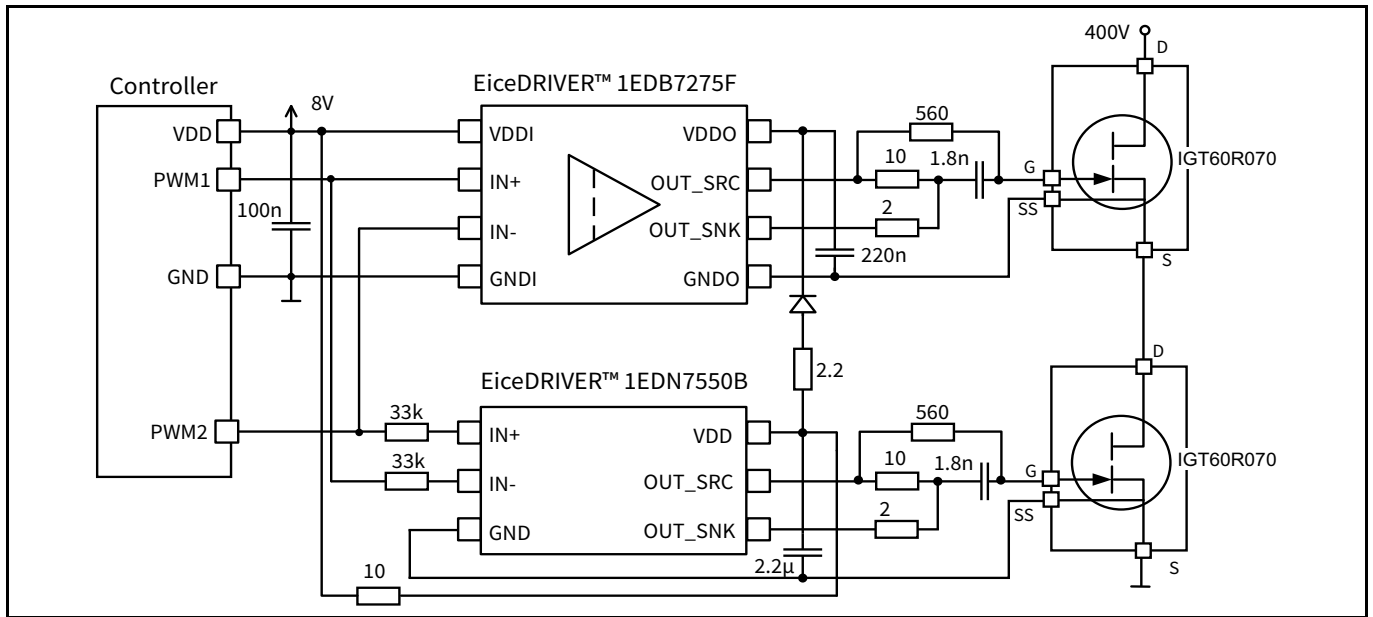 400V
D
Controller
EiceDRIVER™ 1EDB7275F
8V
560
VDD
VDDI
VDDO
10
1.8n
IGT60R070
PWM1
IN+
OUT_SRC
G
100n
SS
2
IN-
OUT_SNK
220n
GND
GNDI
GNDO
S
D
2.2
EiceDRIVER™ 1EDN7550B
33k
560
PWM2
IN+
VDD
10
1.8n
IGT60R070
33k
G
IN-
OUT_SRC
SS
2
GND
OUT_SNK
2.2µ
10
S